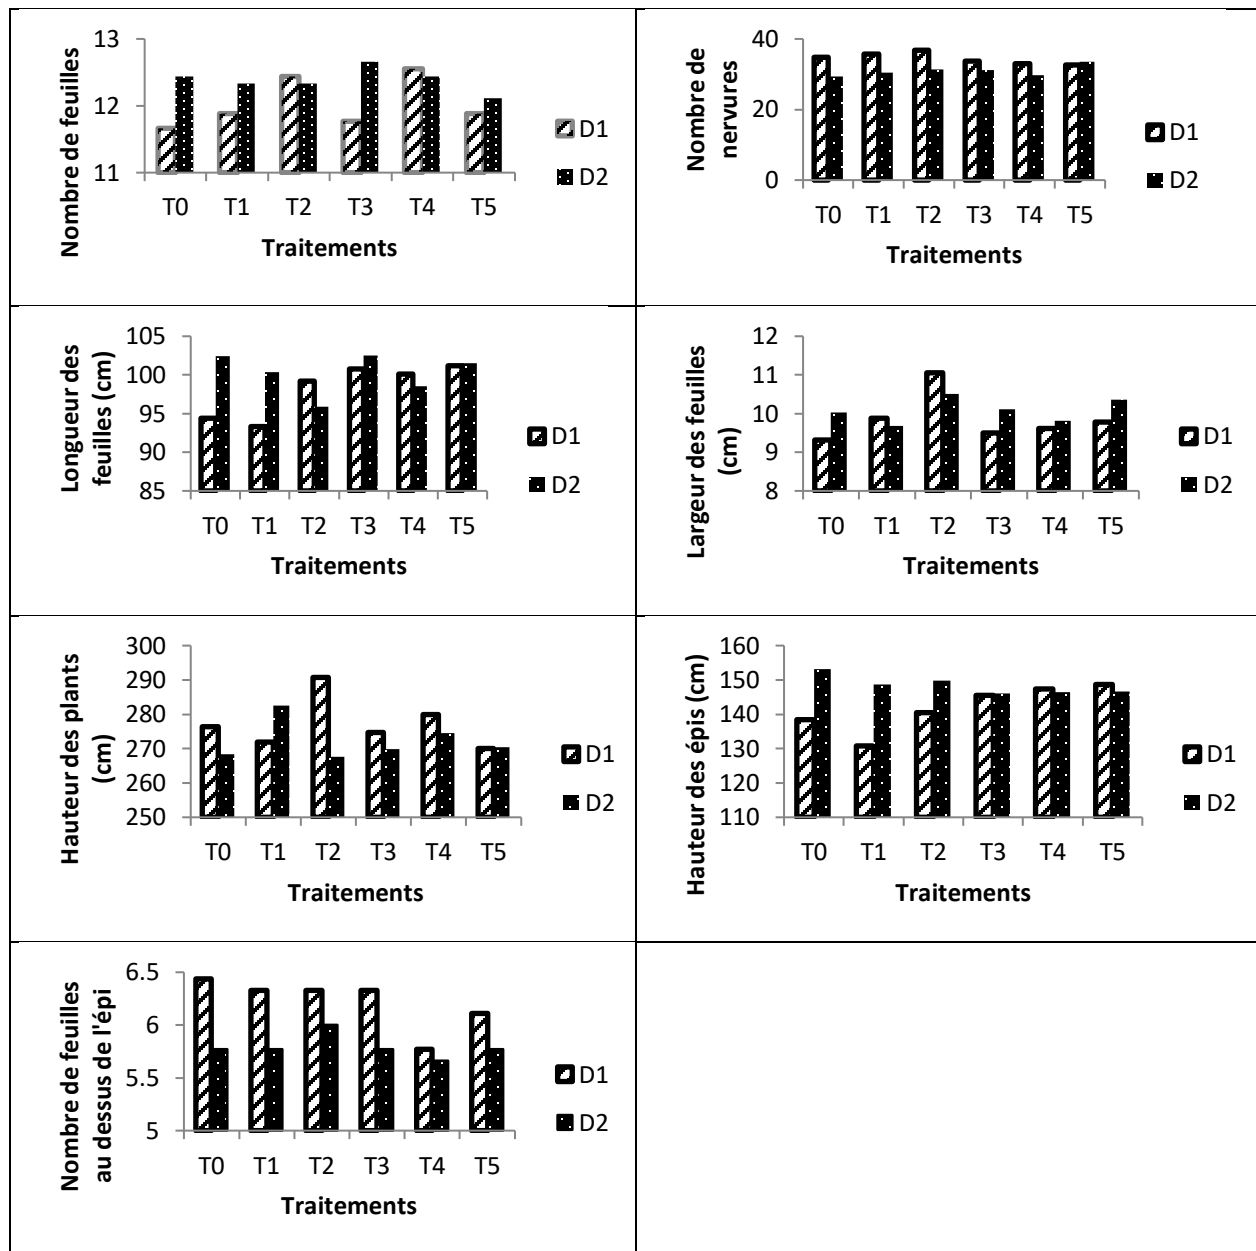 Nombre de feuilles
13
12
11
T0 T1 T2 T3 T4 T5
Traitements
D1
D2
Nombre de
nervures
40
20
0
T0 T1 T2 T3 T4 T5
Traitements
D1
D2
Longueur des
feuilles (cm)
105
100
95
90
85
T0 T1 T2 T3 T4 T5
Traitements
D1
D2
Largeur des feuilles
(cm)
12
11
10
9
8
T0 T1 T2 T3 T4 T5
Traitements
D1
D2
Hauteur des plants
(cm)
300
290
280
270
260
250
T0 T1 T2 T3 T4 T5
Traitements
D1
D2
Hauteur des épis (cm)
160
150
140
130
120
110
T0 T1 T2 T3 T4 T5
Traitements
D1
D2
Nombre de feuilles
au dessus de l'épi
6.5
6
5.5
5
T0 T1 T2 T3 T4 T5
Traitements
D1
D2